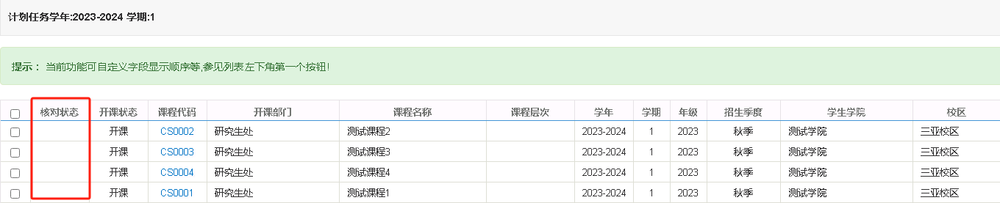 计划任务学年:2023-2024 学期:1
提示： 当前功能可自定义字段显示顺序等,参见列表左下角第一个按钮!
核对状态 开课状态 课程代码 开课部门 课程名称 课程层次 学年 学期 年级 招生季度 学生学院 校区
开课 CS0002 研究生处 测试课程2 2023-2024 1 2023 秋季 测试学院 三亚校区
开课 CS0003 研究生处 测试课程3 2023-2024 1 2023 秋季 测试学院 三亚校区
开课 CS0004 研究生处 测试课程4 2023-2024 1 2023 秋季 测试学院 三亚校区
开课 CS0001 研究生处 测试课程1 2023-2024 1 2023 秋季 测试学院 三亚校区